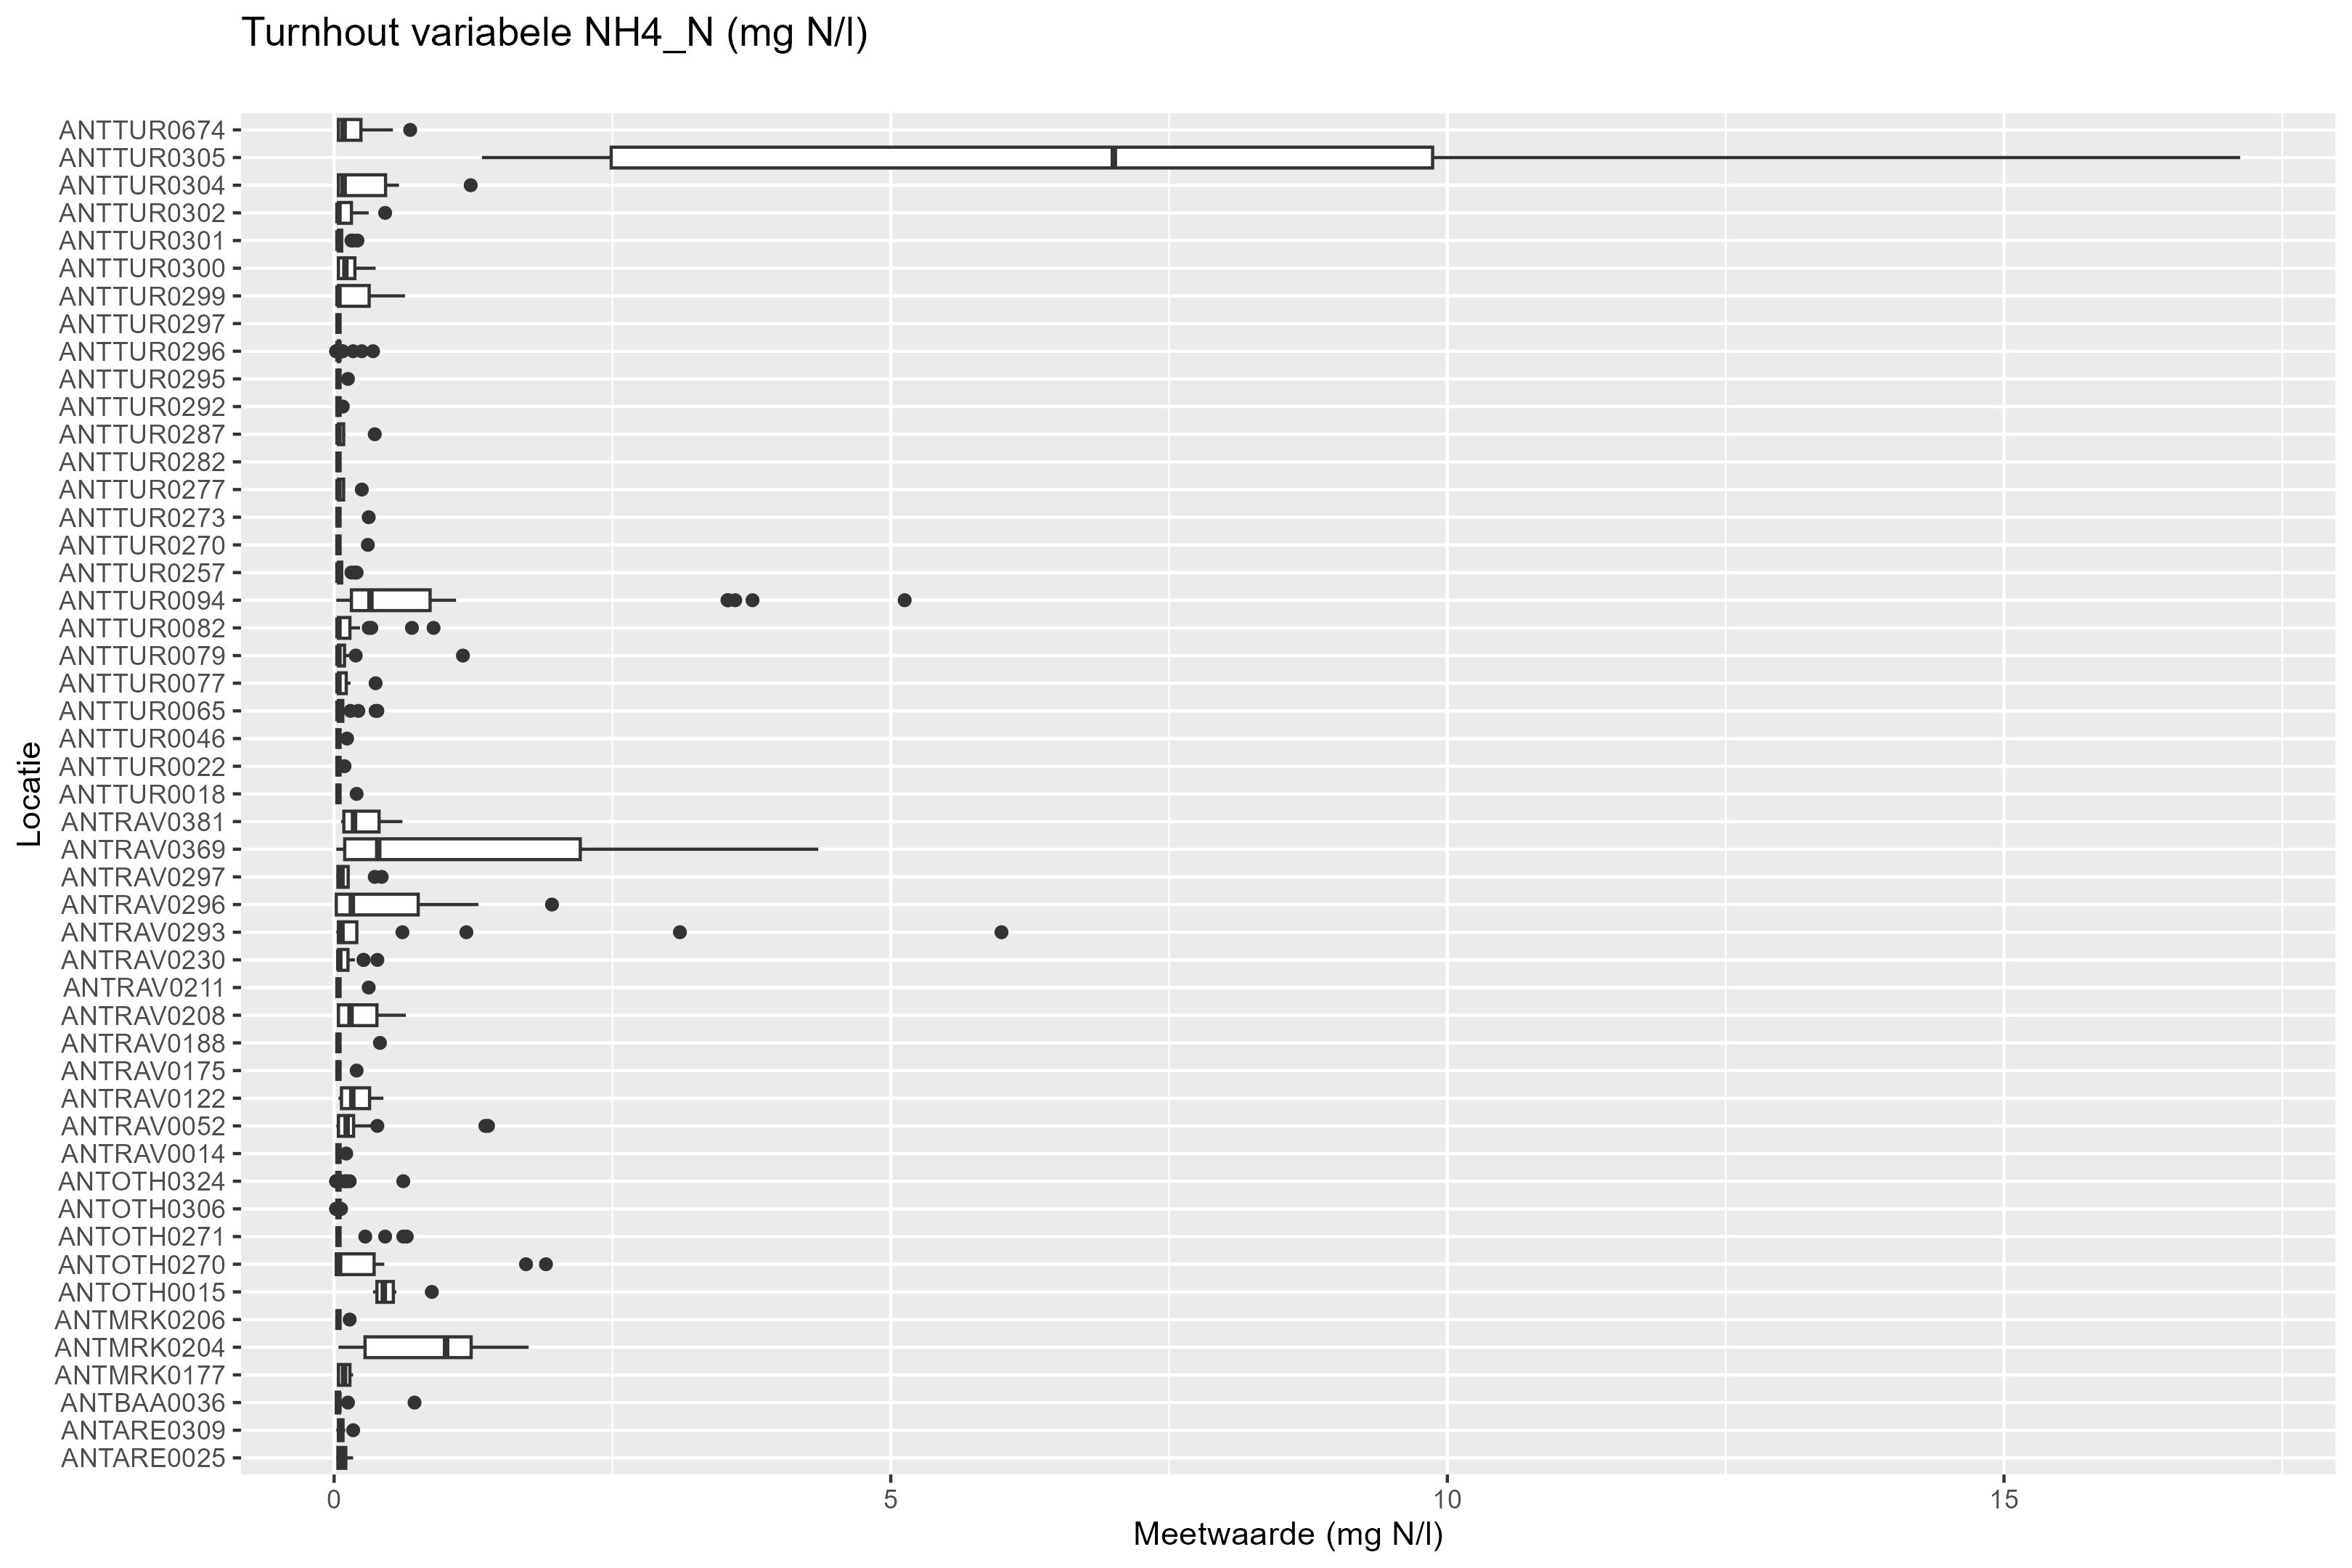 Turnhout variabele NH4_N (mg N/l)
Locatie
ANTTUR0674
ANTTUR0305
ANTTUR0304
ANTTUR0302
ANTTUR0301
ANTTUR0300
ANTTUR0299
ANTTUR0297
ANTTUR0296
ANTTUR0295
ANTTUR0292
ANTTUR0287
ANTTUR0282
ANTTUR0277
ANTTUR0273
ANTTUR0270
ANTTUR0257
ANTTUR0094
ANTTUR0082
ANTTUR0079
ANTTUR0077
ANTTUR0065
ANTTUR0046
ANTTUR0022
ANTTUR0018
ANTRAV0381
ANTRAV0369
ANTRAV0297
ANTRAV0296
ANTRAV0293
ANTRAV0230
ANTRAV0211
ANTRAV0208
ANTRAV0188
ANTRAV0175
ANTRAV0122
ANTRAV0052
ANTRAV0014
ANTOTH0324
ANTOTH0306
ANTOTH0271
ANTOTH0270
ANTOTH0015
ANTMRK0206
ANTMRK0204
ANTMRK0177
ANTBAA0036
ANTARE0309
ANTARE0025
0 5 10 15
Meetwaarde (mg N/l)